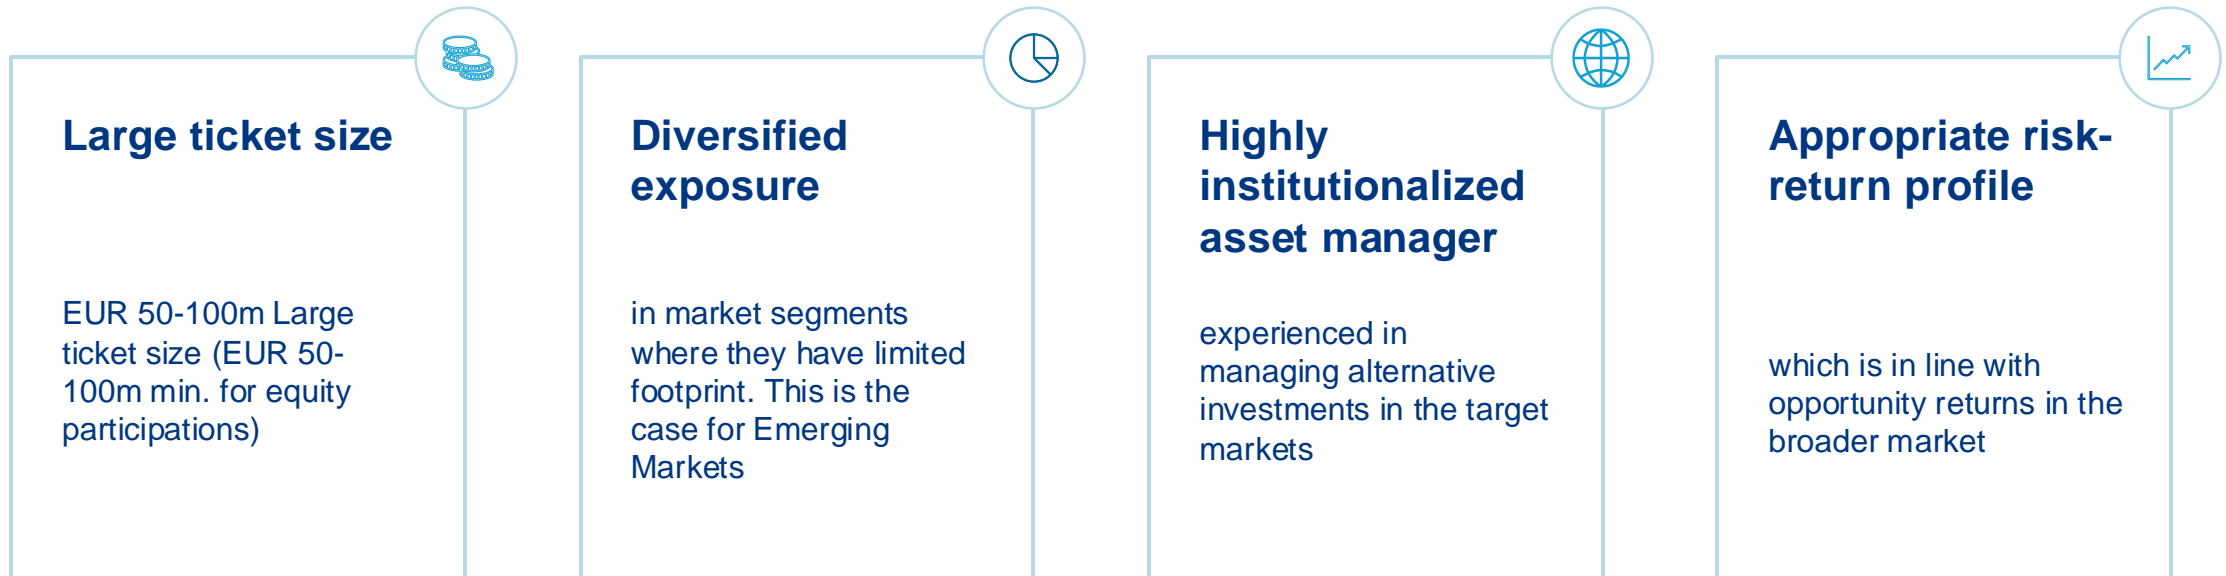 Large ticket size
EUR 50-100m Large
ticket size (EUR 50-
100m min. for equity
participations)
Diversified
exposure
in market segments
where they have limited
footprint. This is the
case for Emerging
Markets
Highly
institutionalized
asset manager
experienced in
managing alternative
investments in the target
markets
Appropriate risk-
return profile
which is in line with
opportunity returns in the
broader market